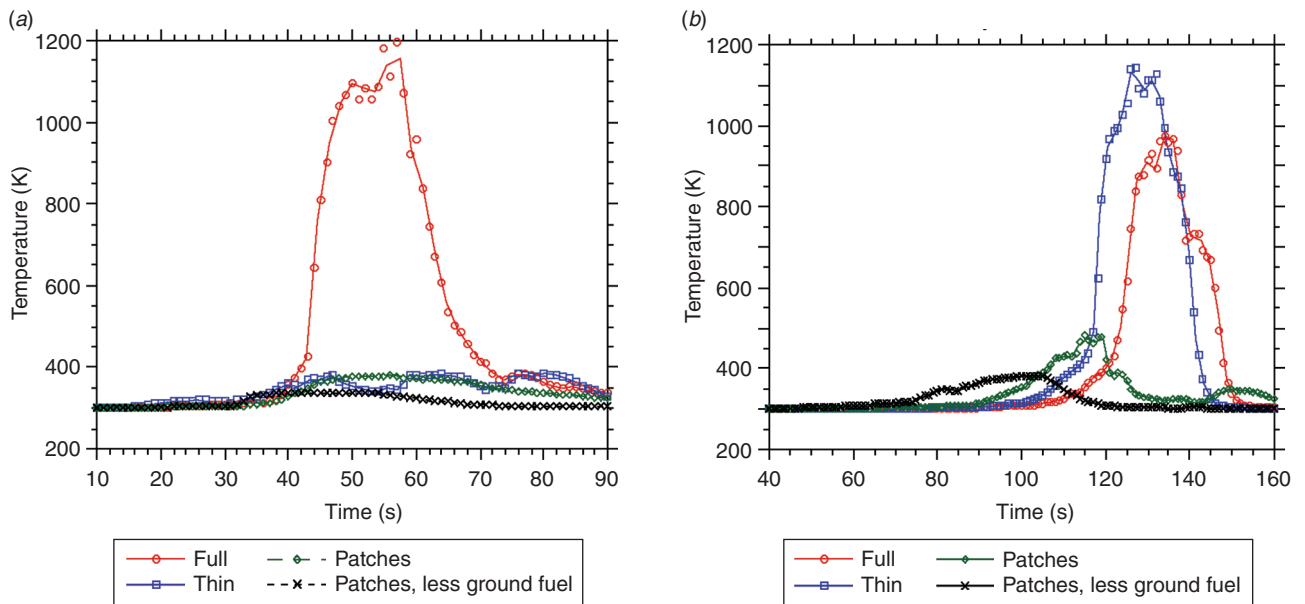 (a)
1200
1000
800
600
400
200
Temperature (K)
10 20 30 40 50 60 70 80 90
Time (s)
Full Patches
Thin Patches, less ground fuel
(b)
1200
1000
800
600
400
200
Temperature (K)
40 60 80 100 120 140 160
Time (s)
Full Patches
Thin Patches, less ground fuel